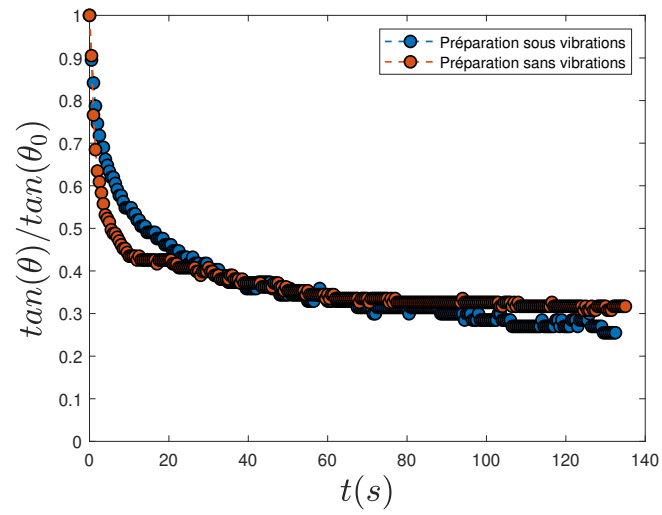 1
0.9
0.8
0.7
0.6
0.5
0.4
0.3
0.2
0.1
0
tan(θ)/tan(θ₀)
Préparation sous vibrations
Préparation sans vibrations
0 20 40 60 80 100 120 140
t(s)